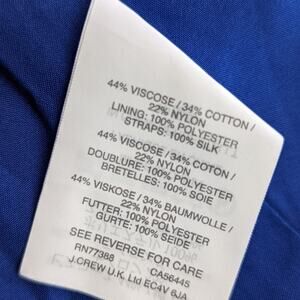 44% VISCOSE / 34% COTTON /
22% NYLON
LINING: 100% POLYESTER
STRAPS: 100% SILK
44% VISCOSE / 34% COTON /
22% NYLON
DOUBLURE: 100% POLYESTER
BRETELLES: 100% SOIE
44% VISKOSE / 34% BAUMWOLLE /
22% NYLON
FUTTER: 100% POLYESTER
GURTE: 100% SEIDE
SEE REVERSE FOR CARE
RN77388 CA56445
J.CREW U.K. Ltd EC4V 6JA